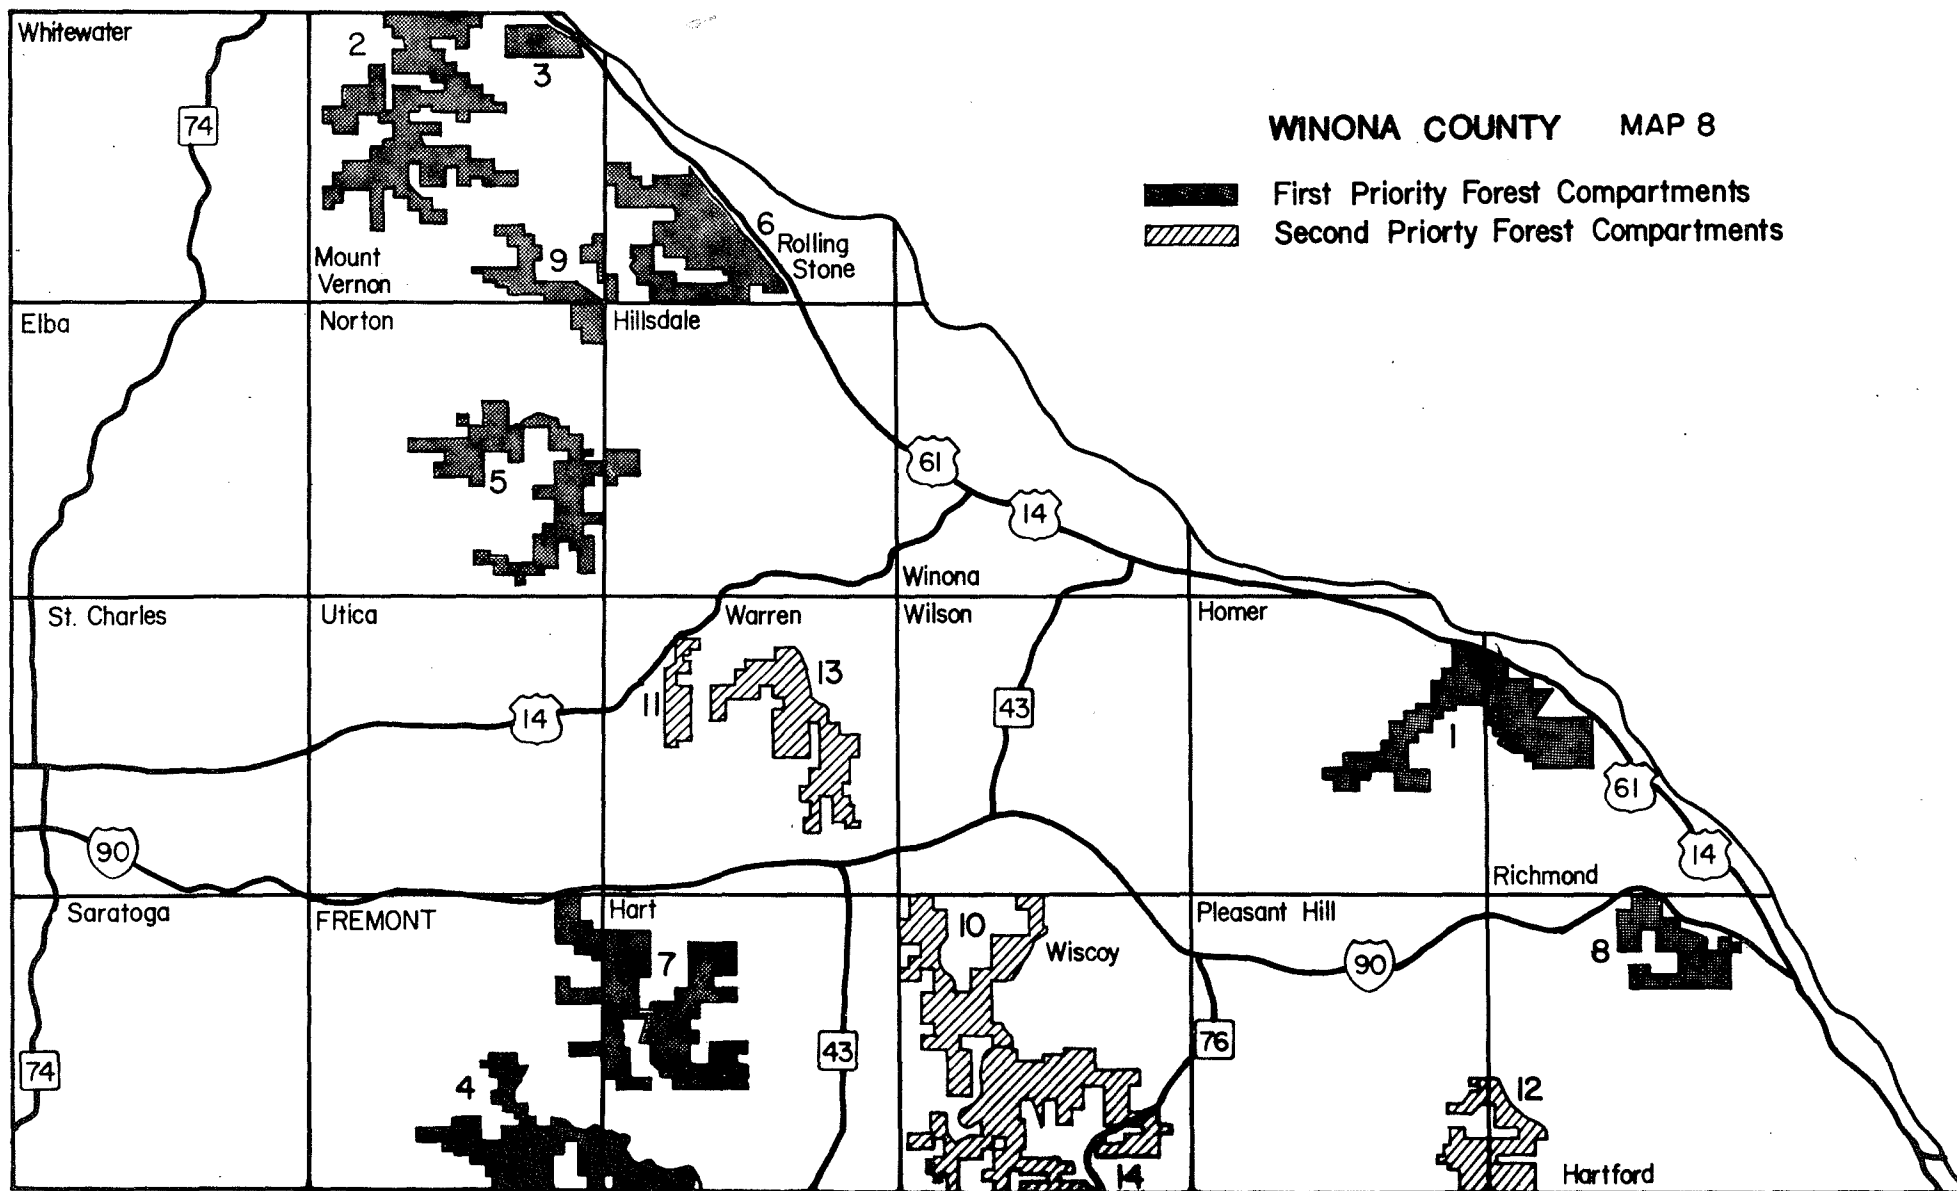 Whitewater
2
3
WINONA COUNTY MAP 8
74
First Priority Forest Compartments
Second Priorty Forest Compartments
6
Rolling
Stone
Mount
Vernon
9
Elba
Norton
Hillsdale
61
5
14
Winona
St. Charles
Utica
Warren
Wilson
Homer
13
11
14
43
1
61
90
14
Richmond
Saratoga
FREMONT
Hart
10
Pleasant Hill
7
Wiscoy
90
8
74
43
76
4
12
14
Hartford